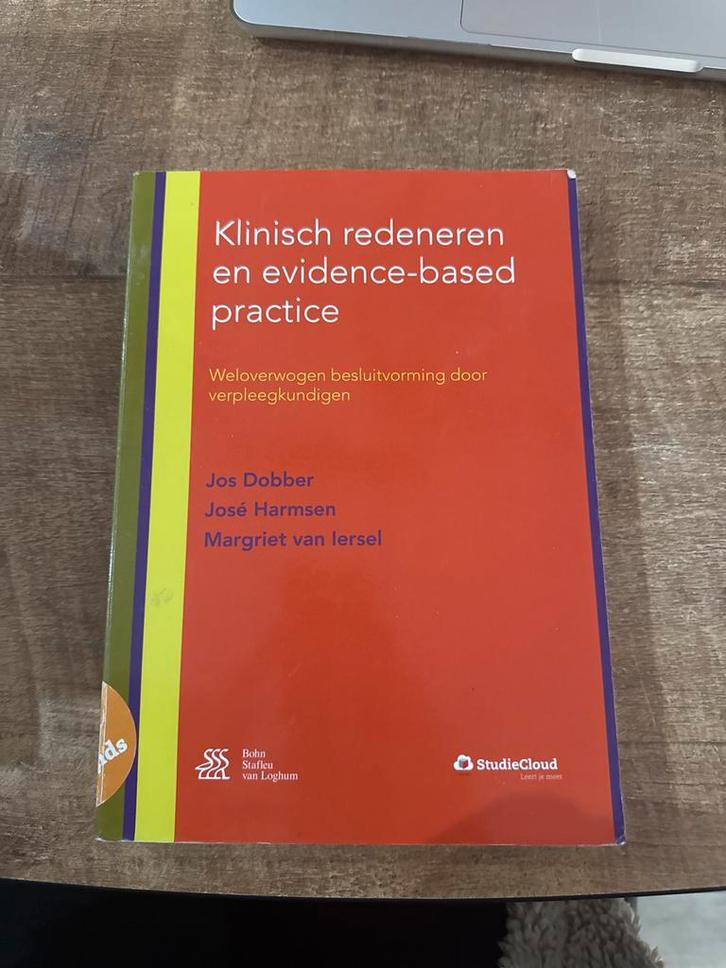 Klinisch redeneren
en evidence-based
practice
Weloverwogen besluitvorming door
verpleegkundigen
Jos Dobber
José Harmsen
Margriet van Iersel
nds
Bohn
Stafleu
van Loghum
StudieCloud
Leert je meer